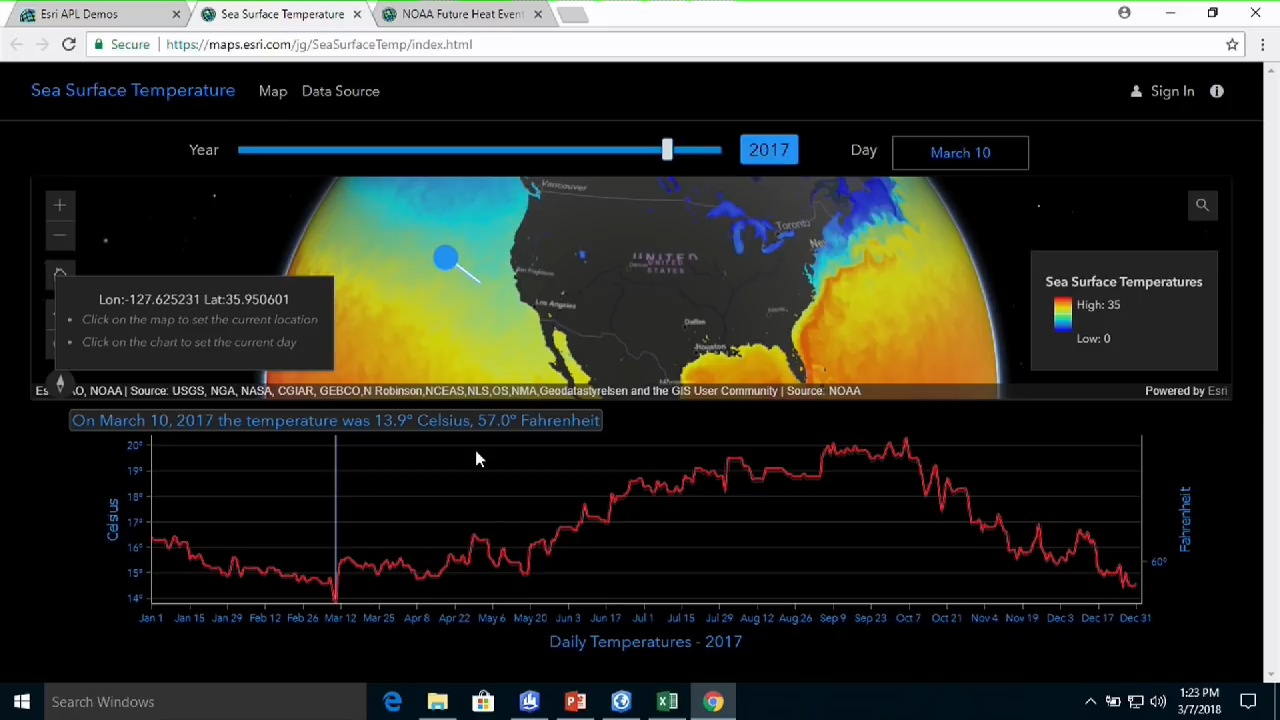 Esri APL Demos
Sea Surface Temperature
NOAA Future Heat Event
Secure
https://maps.esri.com/jg/SeaSurfaceTemp/index.html
Sea Surface Temperature
Map
Data Source
Sign In
Year
2017
Day
March 10
Vancouver
Toronto
UNITED
STATES
Denver
San Francisco
Los Angeles
Dallas
Houston
Lon:-127.625231 Lat:35.950601
Click on the map to set the current location
Click on the chart to set the current day
Sea Surface Temperatures
High: 35
Low: 0
NOAA | Source: USGS, NGA, NASA, CGIAR, GEBCO,N Robinson,NCEAS,NLS,OS,NMA,Geodatastyrelsen and the GIS User Community | Source: NOAA
Powered by Esri
On March 10, 2017 the temperature was 13.9° Celsius, 57.0° Fahrenheit
20°
19°
18°
17°
16°
15°
14°
Celsius
Fahrenheit
60°
Jan 1 Jan 15 Jan 29 Feb 12 Feb 26 Mar 12 Mar 25 Apr 8 Apr 22 May 6 May 20 Jun 3 Jun 17 Jul 1 Jul 15 Jul 29 Aug 12 Aug 26 Sep 9 Sep 23 Oct 7 Oct 21 Nov 4 Nov 19 Dec 3 Dec 17 Dec 31
Daily Temperatures - 2017
Search Windows
1:23 PM
3/7/2018